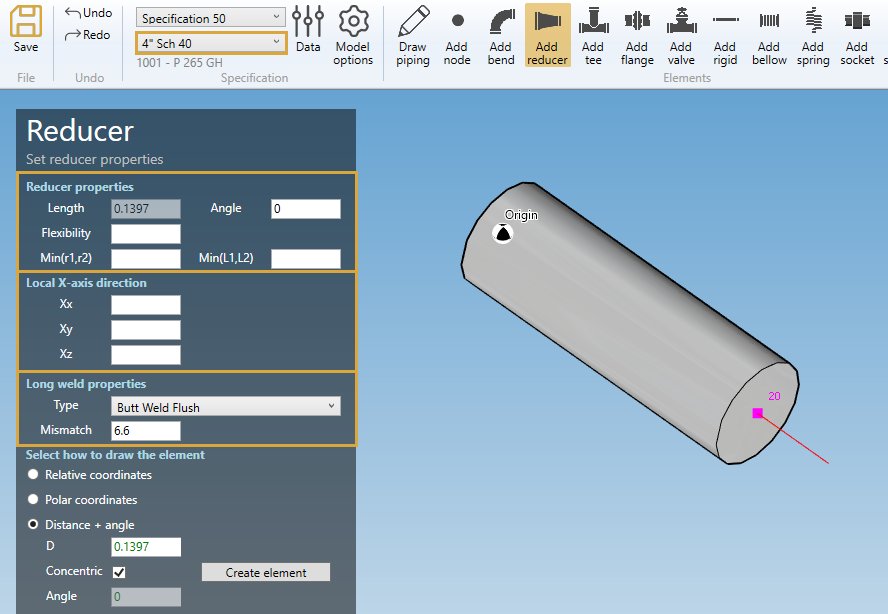 Save
File
Undo
Redo
Undo
Specification 50
4" Sch 40
1001 - P 265 GH
Data
Model options
Specification
Draw piping
Add node
Add bend
Add reducer
Add tee
Add flange
Add valve
Add rigid
Add bellow
Add spring
Add socket
Elements
Reducer
Set reducer properties
Reducer properties
Length 0.1397 Angle 0
Flexibility
Min(r1,r2) Min(L1,L2)
Local X-axis direction
Xx
Xy
Xz
Long weld properties
Type Butt Weld Flush
Mismatch 6.6
Select how to draw the element
Relative coordinates
Polar coordinates
Distance + angle
D 0.1397
Concentric Create element
Angle 0
Origin
20